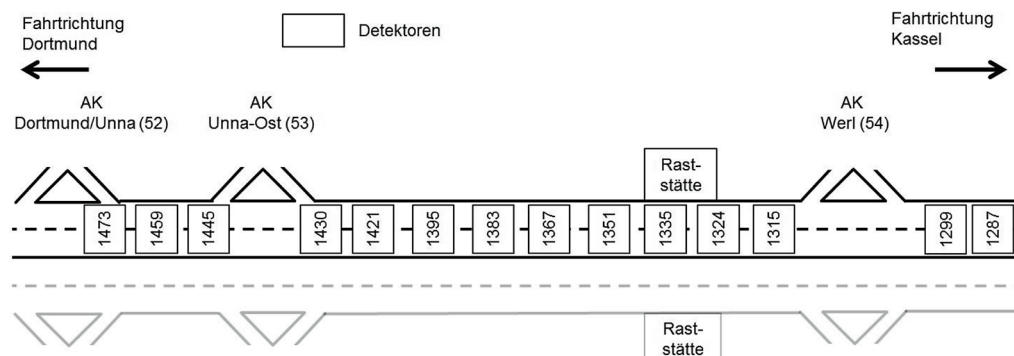 Fahrtrichtung
Dortmund
Detektoren
Fahrtrichtung
Kassel
AK
Dortmund/Unna (52)
AK
Unna-Ost (53)
AK
Werl (54)
Rast-
stätte
1473
1459
1445
1430
1421
1395
1383
1367
1351
1335
1324
1315
1299
1287
Rast-
stätte